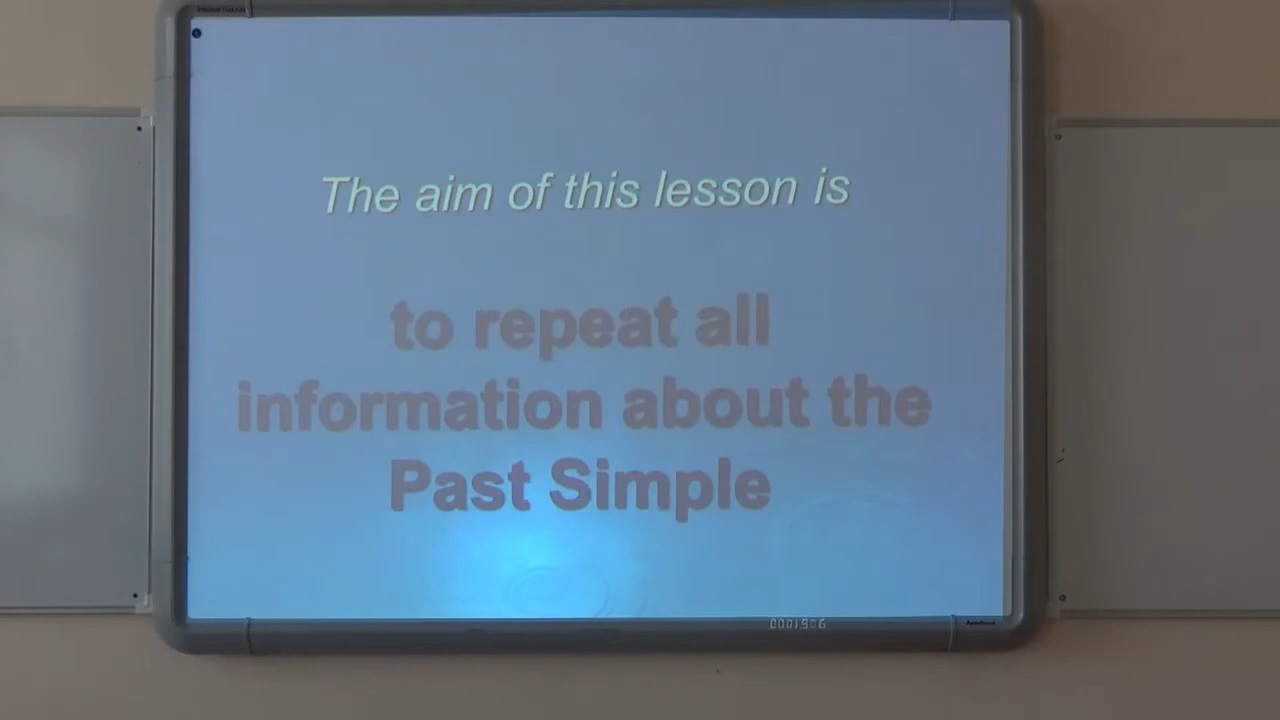 The aim of this lesson is
to repeat all
information about the
Past Simple